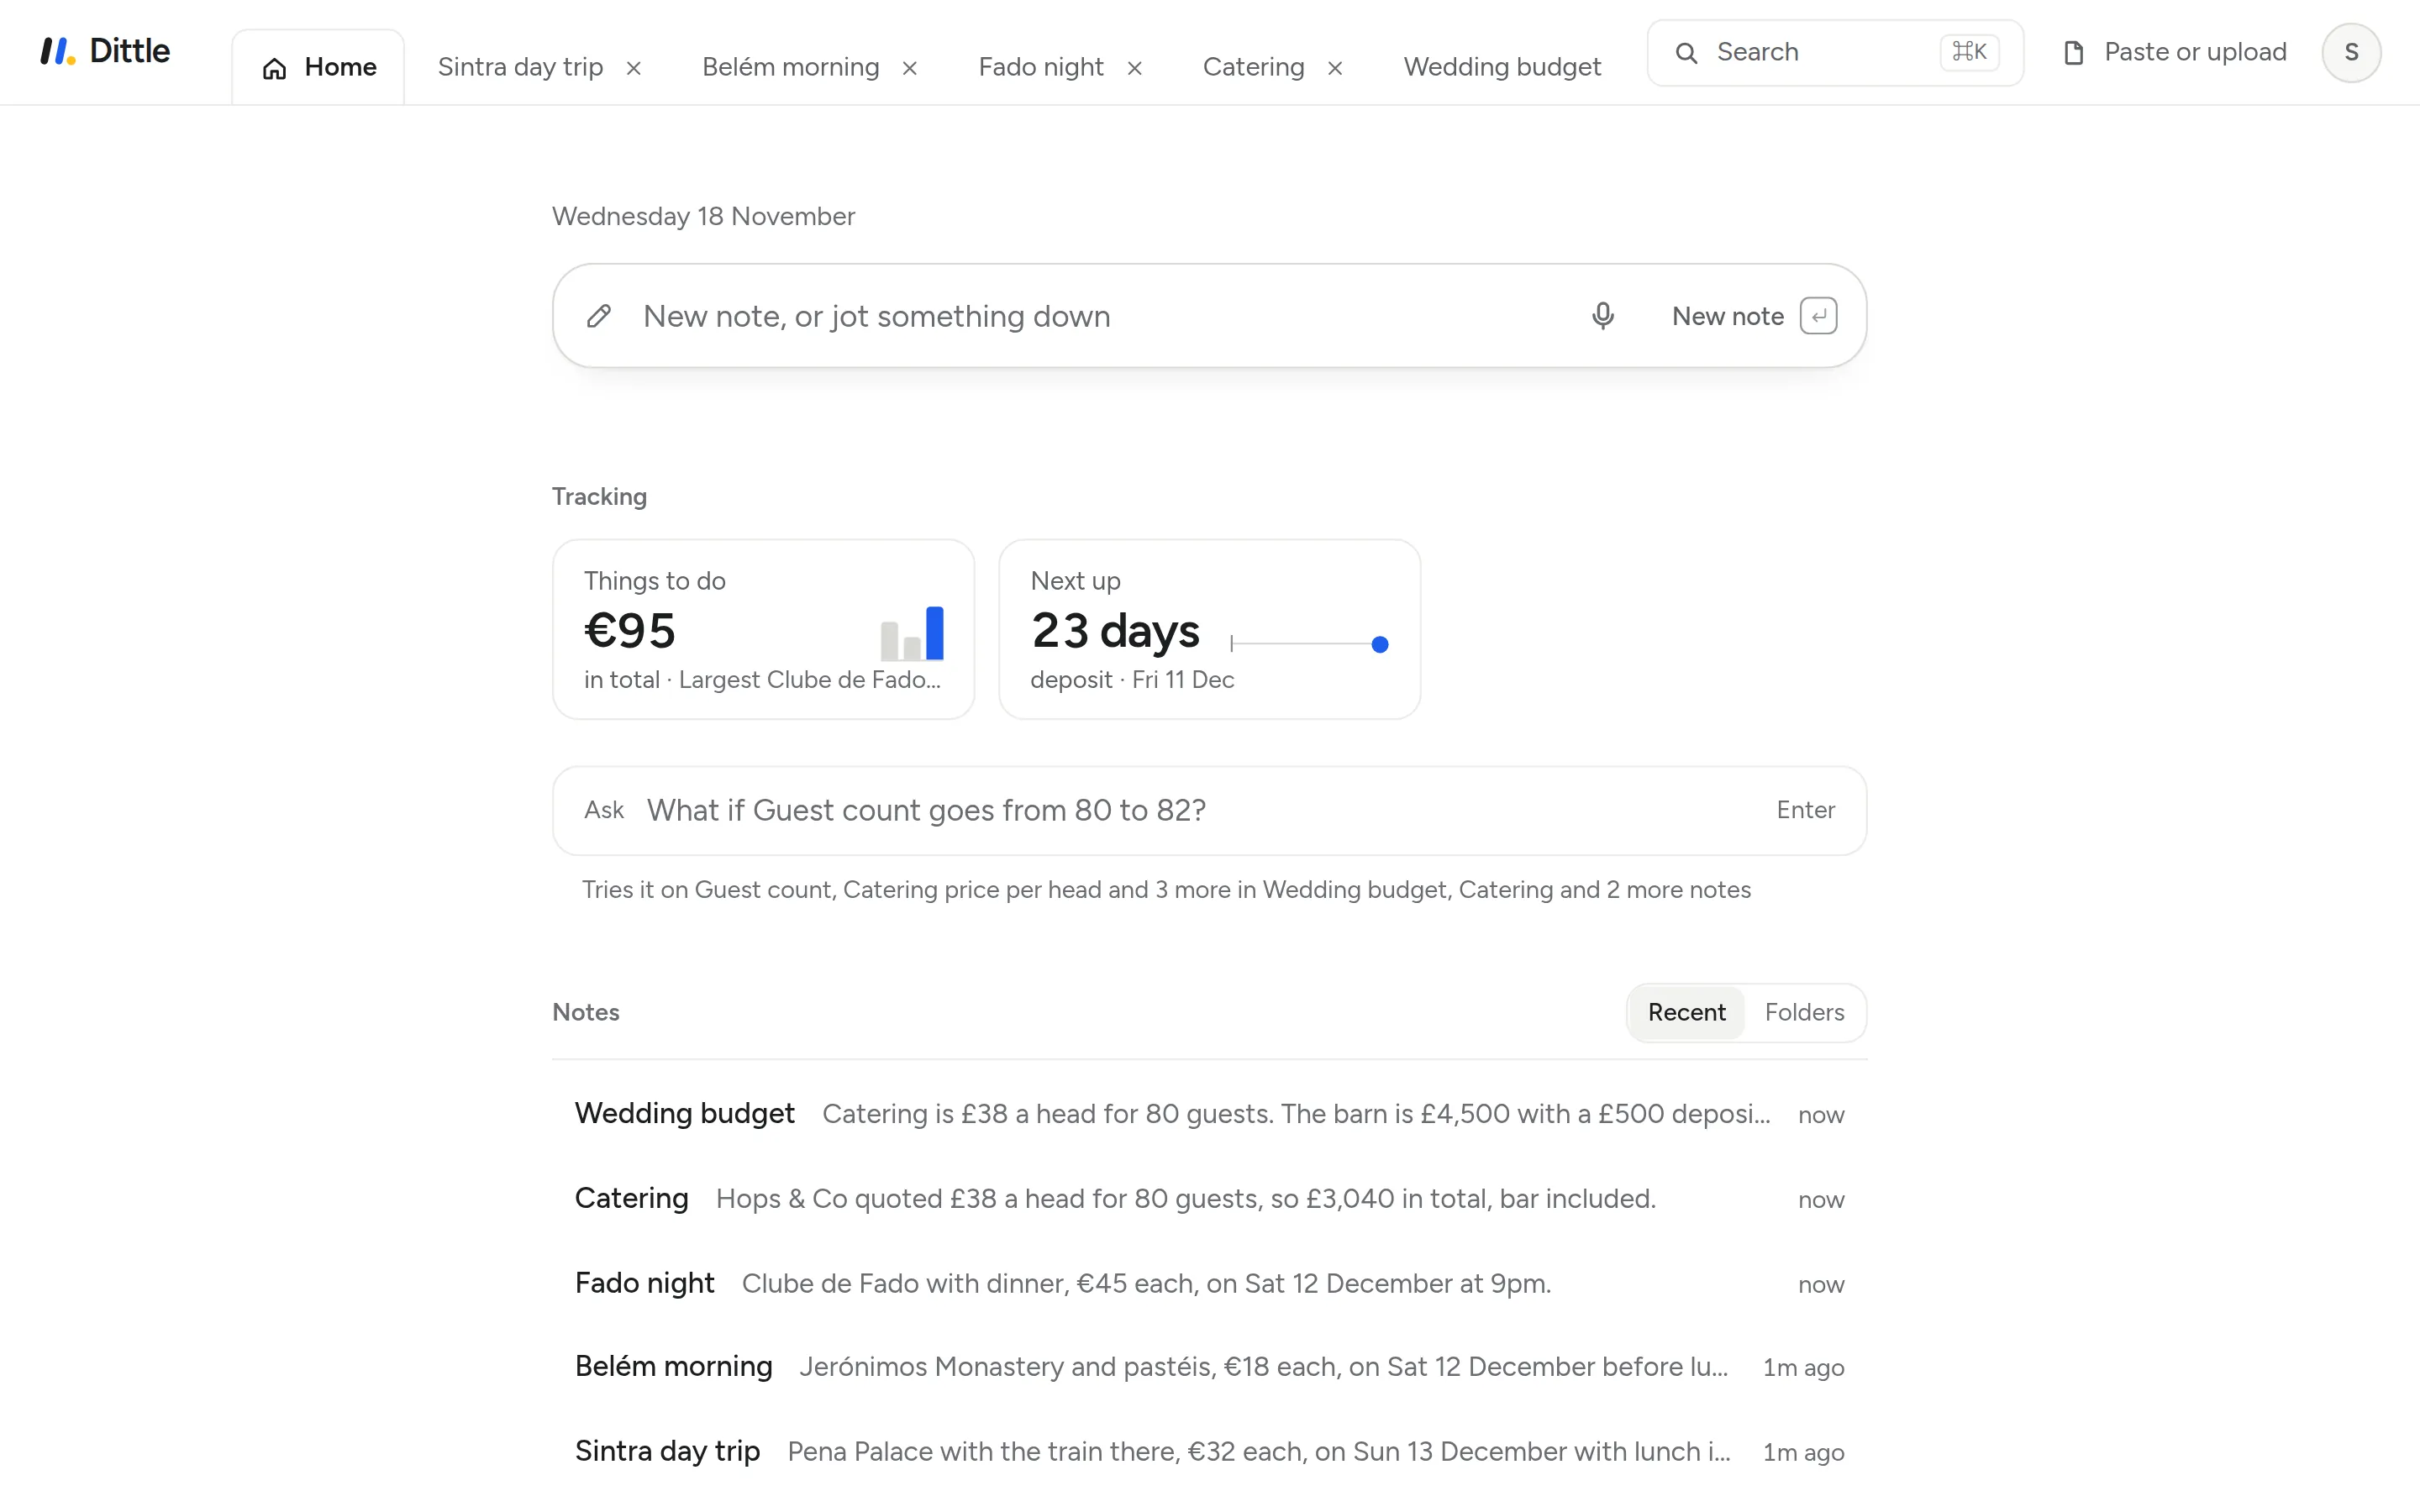 Dittle
Home
Sintra day trip
Belém morning
Fado night
Catering
Wedding budget
Search ⌘K
Paste or upload
S
Wednesday 18 November
New note, or jot something down
New note
Tracking
Things to do
€95
in total · Largest Clube de Fado...
Next up
23 days
deposit · Fri 11 Dec
Ask What if Guest count goes from 80 to 82? Enter
Tries it on Guest count, Catering price per head and 3 more in Wedding budget, Catering and 2 more notes
Notes
Recent Folders
Wedding budget Catering is £38 a head for 80 guests. The barn is £4,500 with a £500 deposi... now
Catering Hops & Co quoted £38 a head for 80 guests, so £3,040 in total, bar included. now
Fado night Clube de Fado with dinner, €45 each, on Sat 12 December at 9pm. now
Belém morning Jerónimos Monastery and pastéis, €18 each, on Sat 12 December before lu... 1m ago
Sintra day trip Pena Palace with the train there, €32 each, on Sun 13 December with lunch i... 1m ago